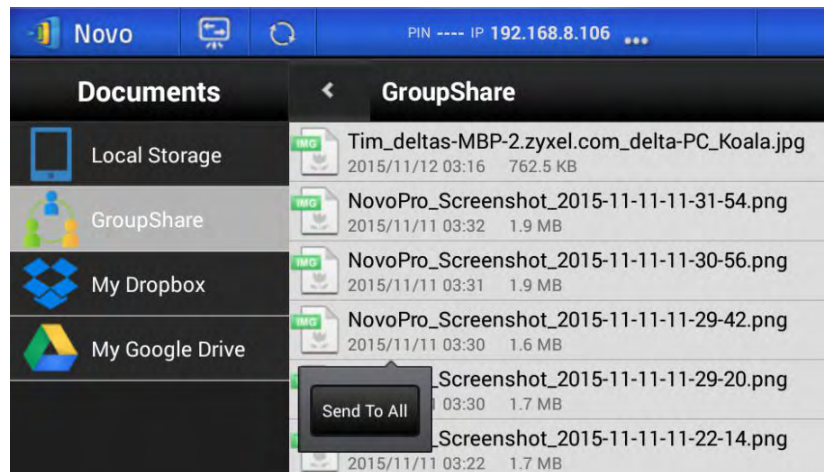 Novo
PIN ---- IP 192.168.8.106 ...
Documents
GroupShare
Local Storage
GroupShare
My Dropbox
My Google Drive
IMG
Tim_deltas-MBP-2.zyxel.com_delta-PC_Koala.jpg
2015/11/12 03:16 762.5 KB
IMG
NovoPro_Screenshot_2015-11-11-11-31-54.png
2015/11/11 03:32 1.9 MB
IMG
NovoPro_Screenshot_2015-11-11-11-30-56.png
2015/11/11 03:31 1.9 MB
IMG
NovoPro_Screenshot_2015-11-11-11-29-42.png
2015/11/11 03:30 1.6 MB
_Screenshot_2015-11-11-11-29-20.png
03:30 1.7 MB
Send To All
_Screenshot_2015-11-11-11-22-14.png
2015/11/11 03:22 1.7 MB